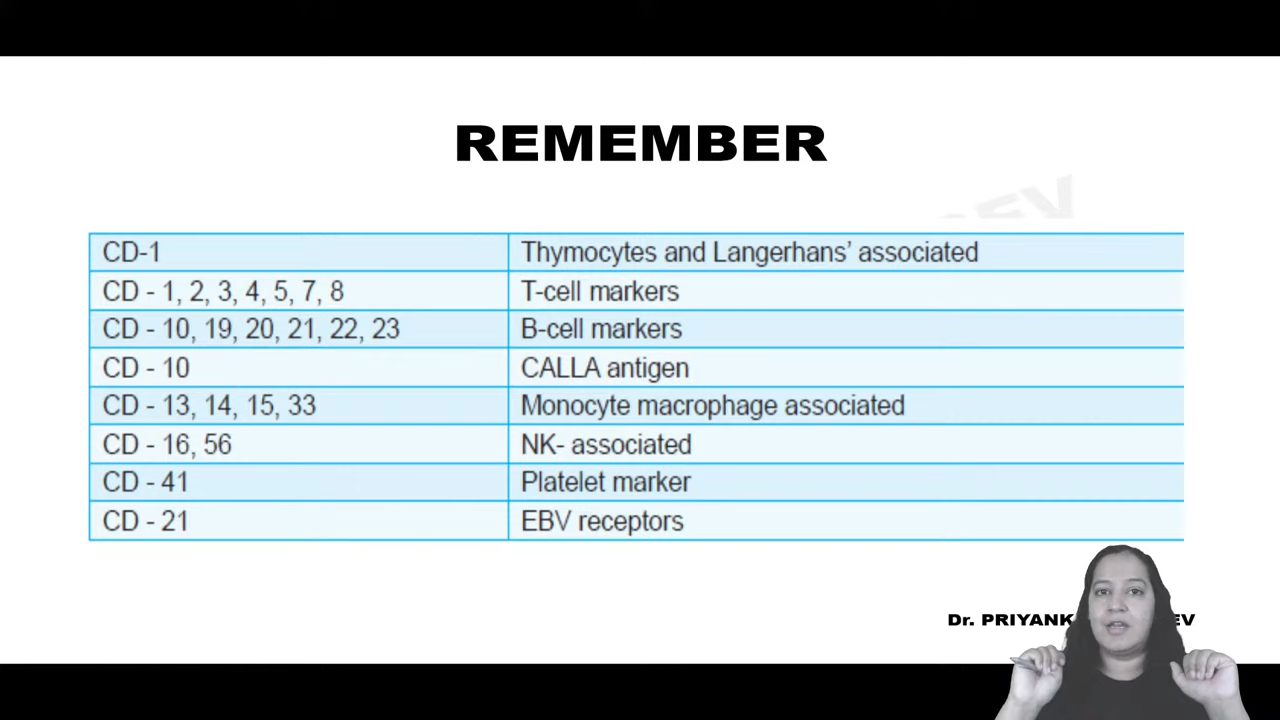 REMEMBER
CD-1 Thymocytes and Langerhans’ associated
CD - 1, 2, 3, 4, 5, 7, 8 T-cell markers
CD - 10, 19, 20, 21, 22, 23 B-cell markers
CD - 10 CALLA antigen
CD - 13, 14, 15, 33 Monocyte macrophage associated
CD - 16, 56 NK- associated
CD - 41 Platelet marker
CD - 21 EBV receptors
Dr.